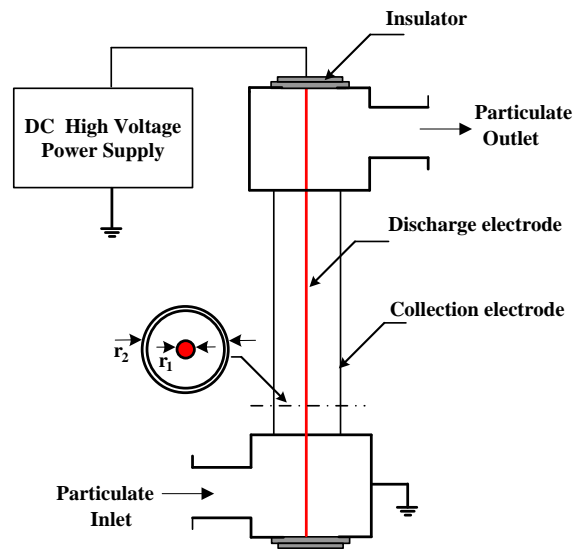 Insulator
DC High Voltage
Power Supply
Particulate
Outlet
Discharge electrode
Collection electrode
r2
r1
Particulate
Inlet